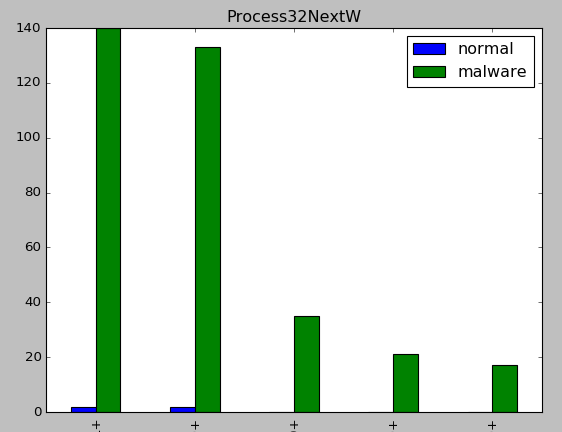 Process32NextW
normal
malware
140
120
100
80
60
40
20
0
+ + + + +